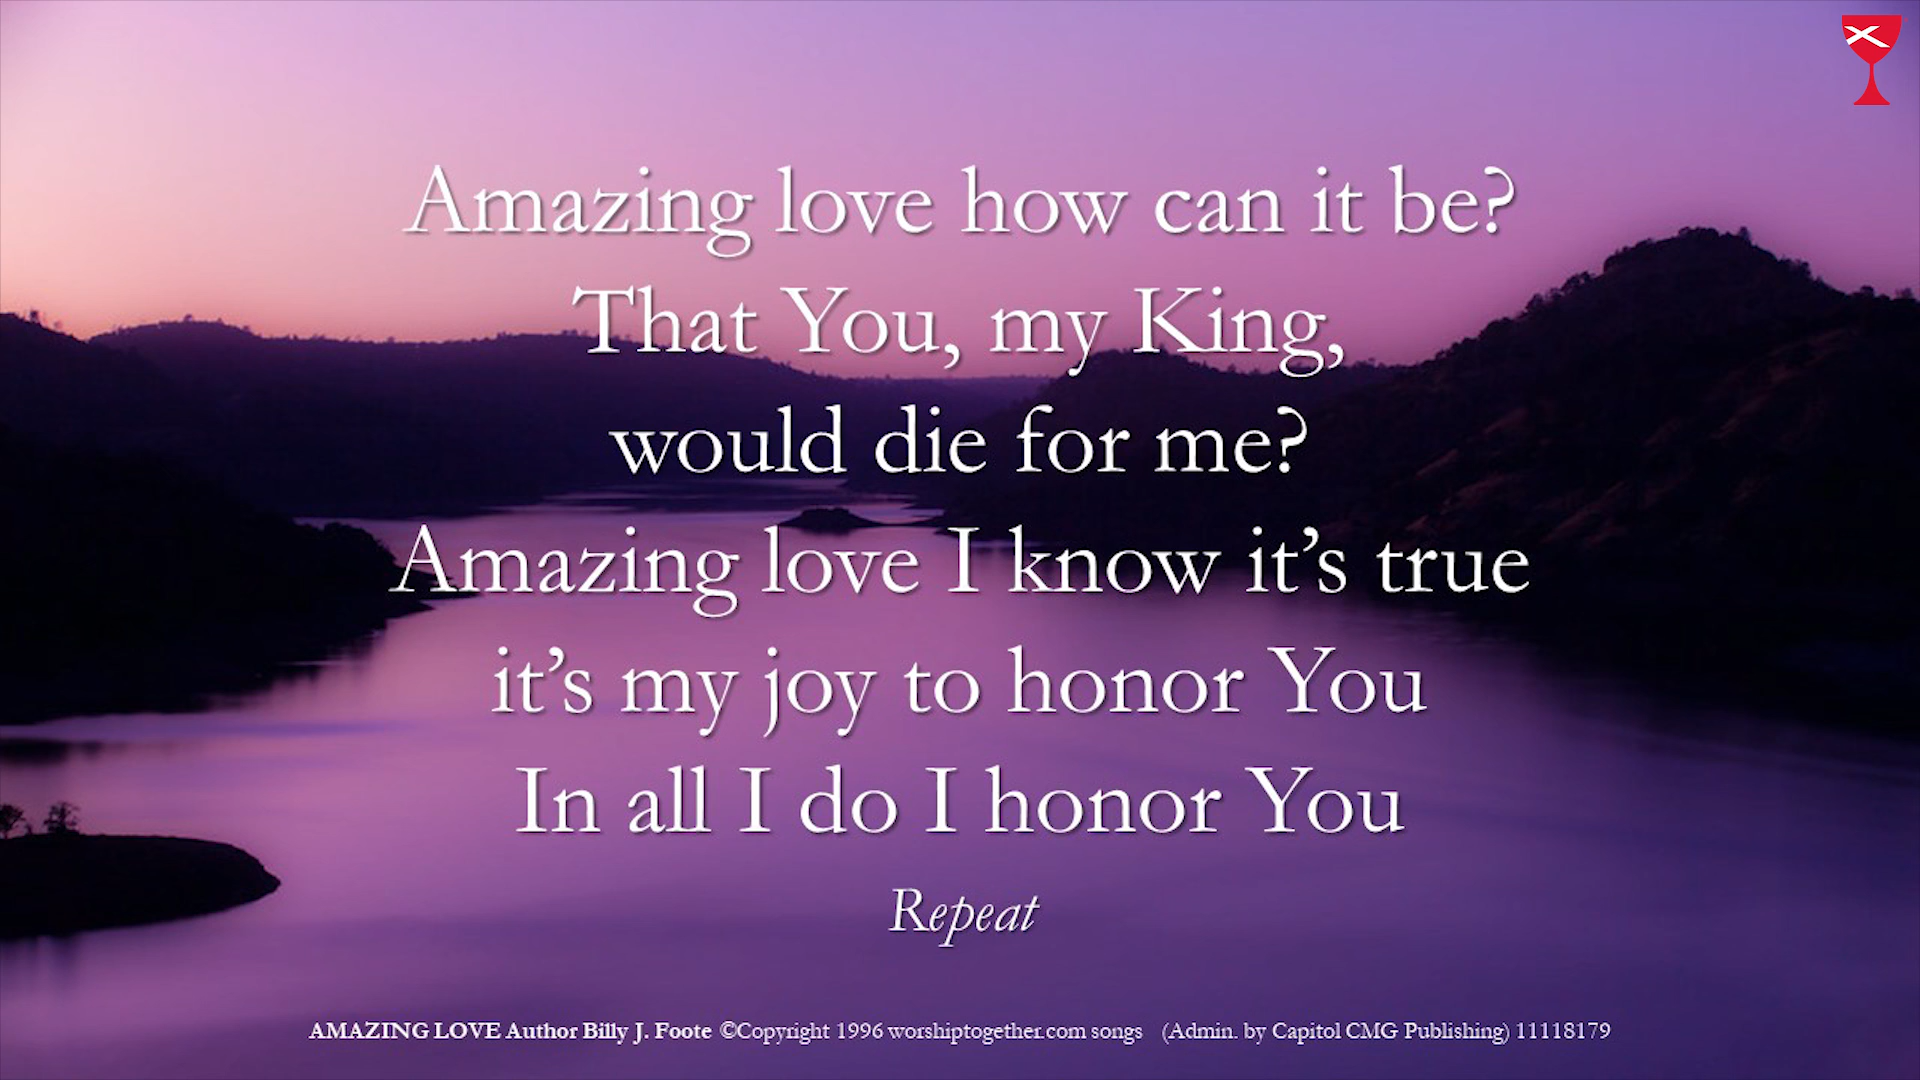 Amazing love how can it be?
That You, my King,
would die for me?
Amazing love I know it’s true
it’s my joy to honor You
In all I do I honor You
Repeat
AMAZING LOVE Author Billy J. Foote ©Copyright 1996 worshiptogether.com songs (Admin. by Capitol CMG Publishing) 11118179